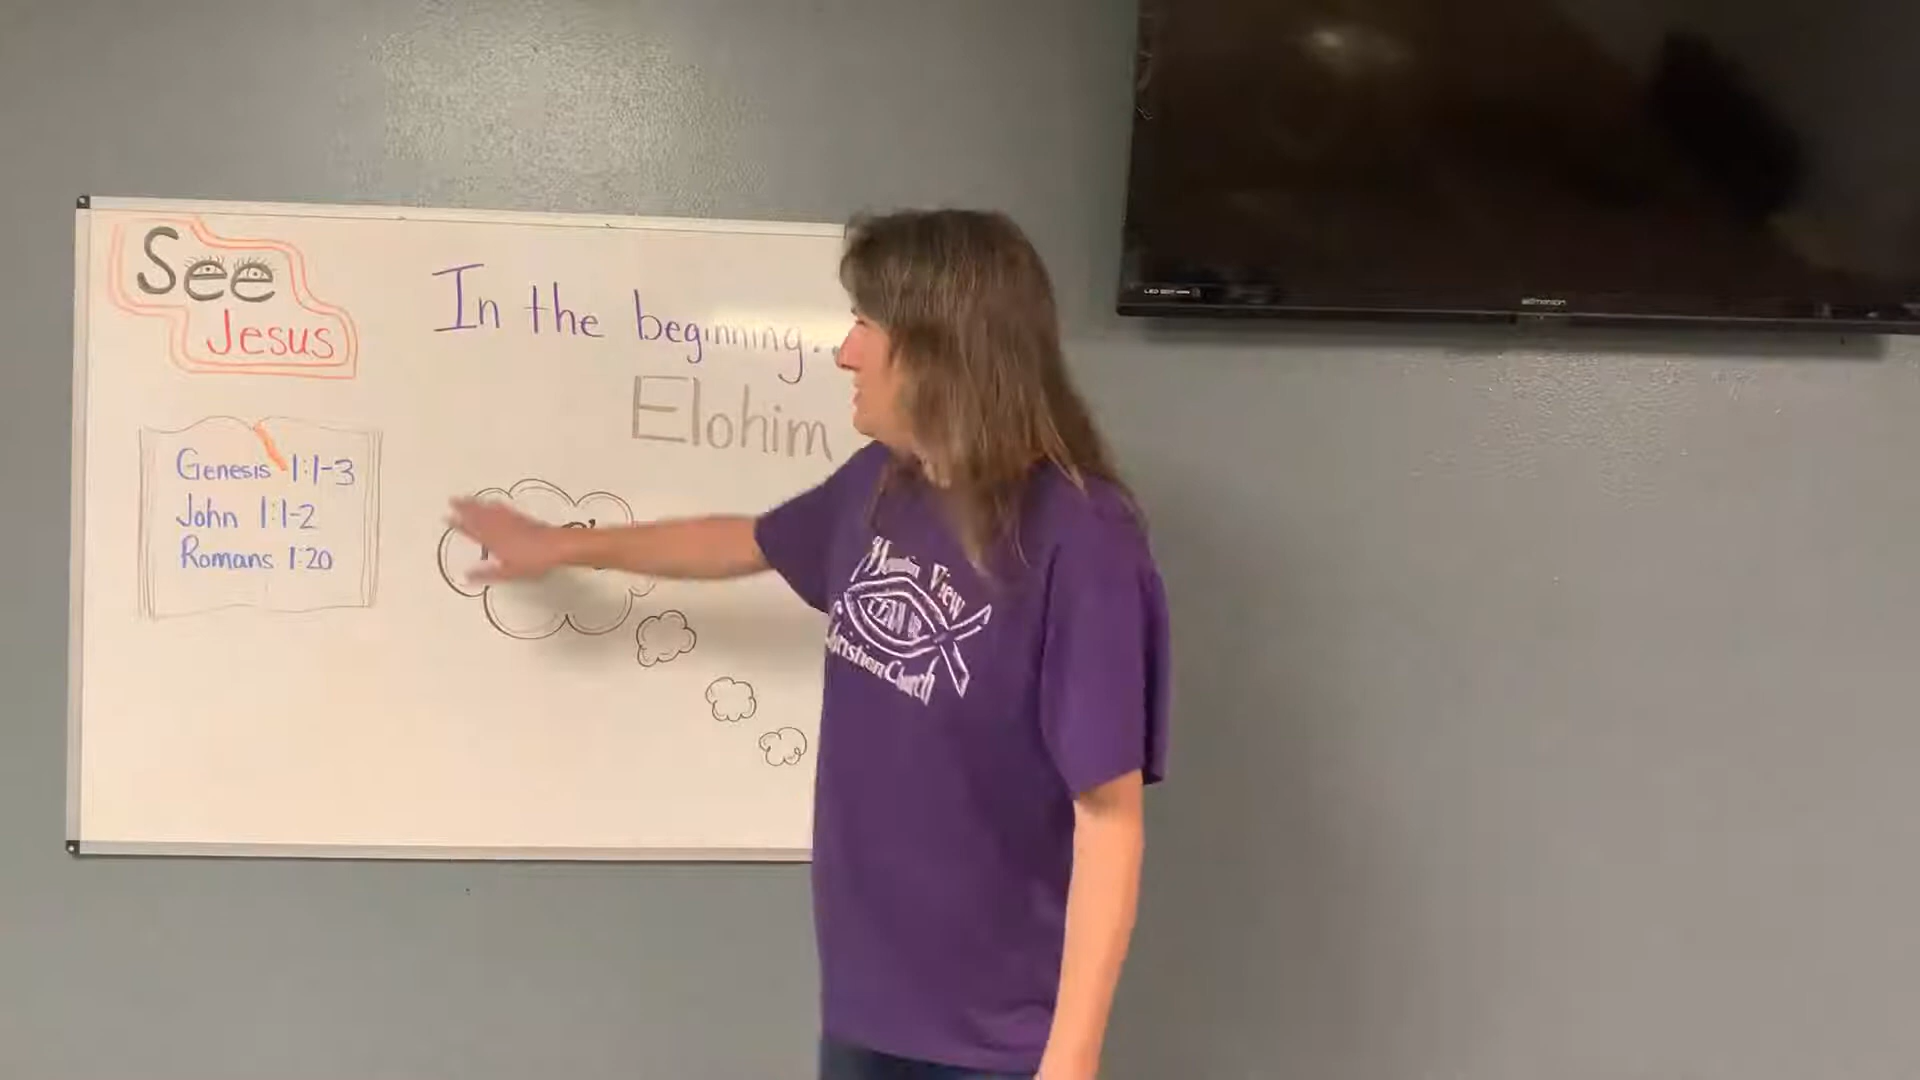 See
Jesus
In the beginning...
Elohim
Genesis 1:1-3
John 1:1-2
Romans 1:20
Mountain View
Christian Church